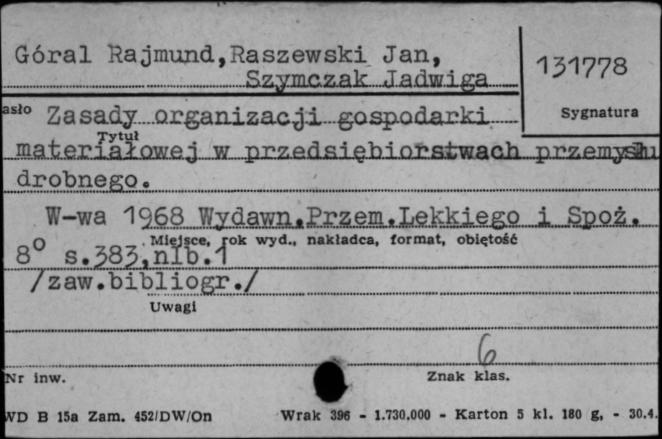 Góral Rajmund,Raszewski Jan,
Szymczak Jadwiga
131778
Sygnatura
asło Zasady organizacji gospodarki
Tytuł
materiałowej w przedsiębiorstwach przemysłu
drobnego.
W-wa 1968 Wydawn.Przem.Lekkiego i Spoż.
Miejsce, rok wyd., nakładca, format, objętość
8° s.383,nlb.1
/zaw.bibliogr./
Uwagi
6
Nr inw.
Znak klas.
WD B 15a Zam. 452/DW/On Wrak 396 - 1.730.000 - Karton 5 kl. 180 g, - 30.4.